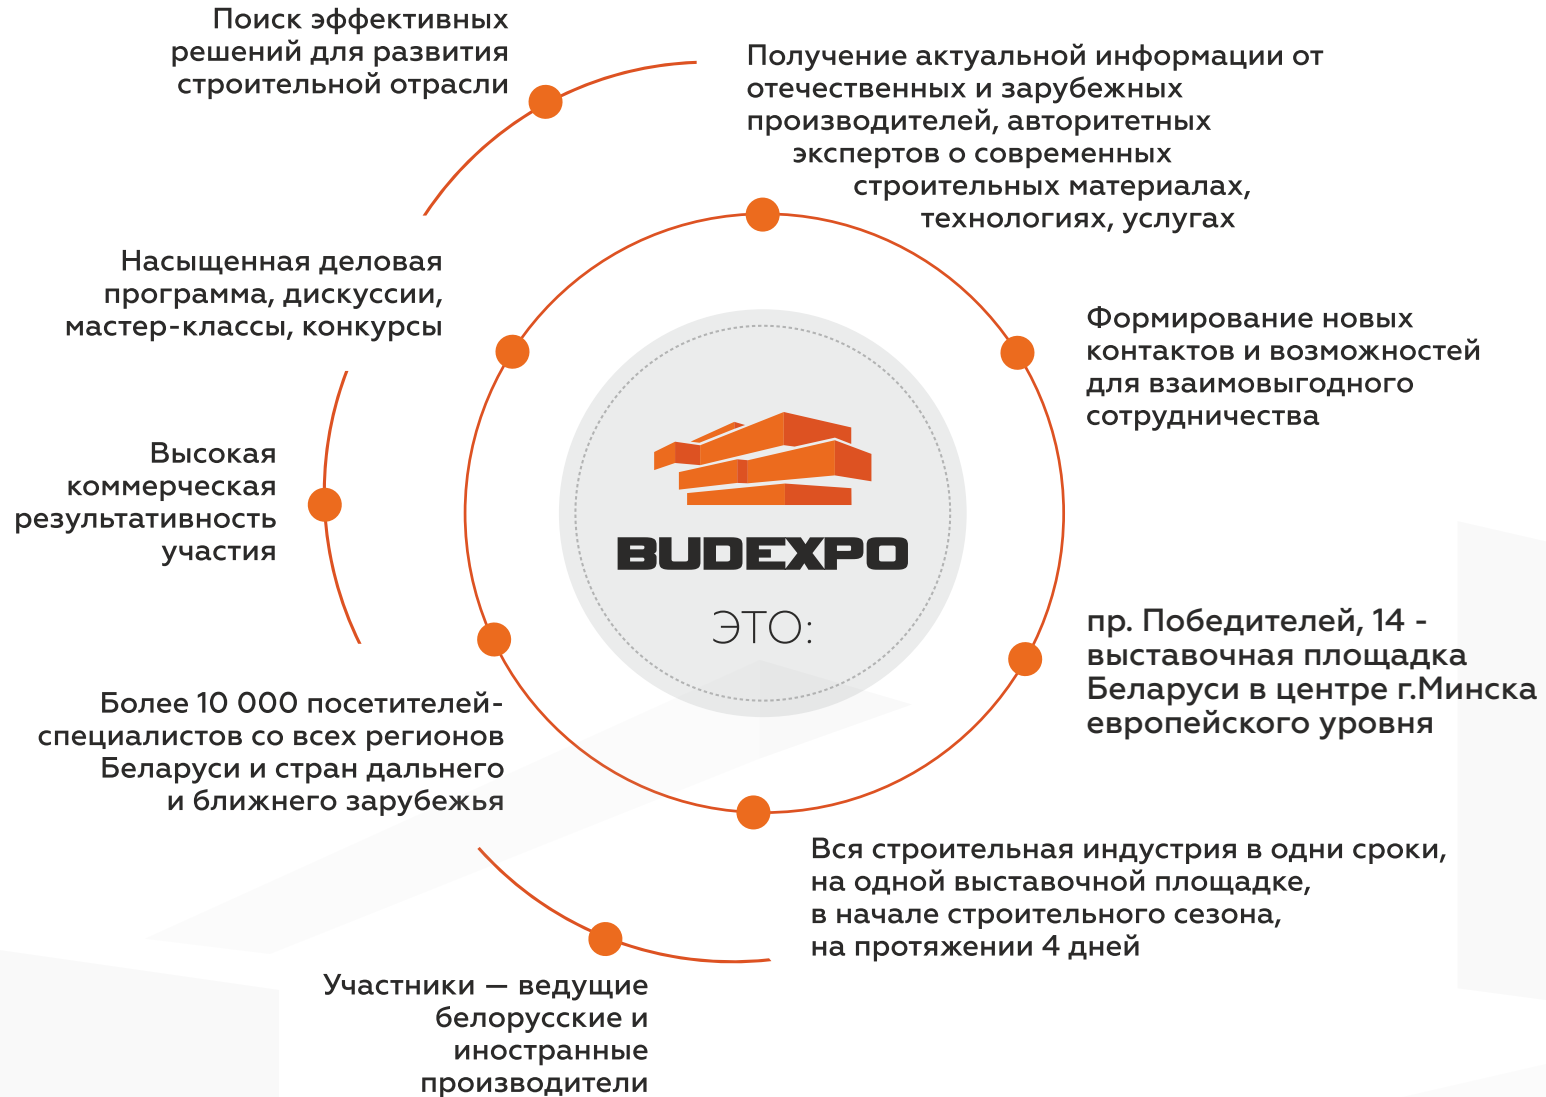 Поиск эффективных
решений для развития
строительной отрасли
Получение актуальной информации от
отечественных и зарубежных
производителей, авторитетных
экспертов о современных
строительных материалах,
технологиях, услугах
Насыщенная деловая
программа, дискуссии,
мастер-классы, конкурсы
Формирование новых
контактов и возможностей
для взаимовыгодного
сотрудничества
Высокая
коммерческая
результативность
участия
BUDEXPO
ЭТО:
пр. Победителей, 14 -
выставочная площадка
Беларуси в центре г.Минска
европейского уровня
Более 10 000 посетителей-
специалистов со всех регионов
Беларуси и стран дальнего
и ближнего зарубежья
Вся строительная индустрия в одни сроки,
на одной выставочной площадке,
в начале строительного сезона,
на протяжении 4 дней
Участники — ведущие
белорусские и
иностранные
производители